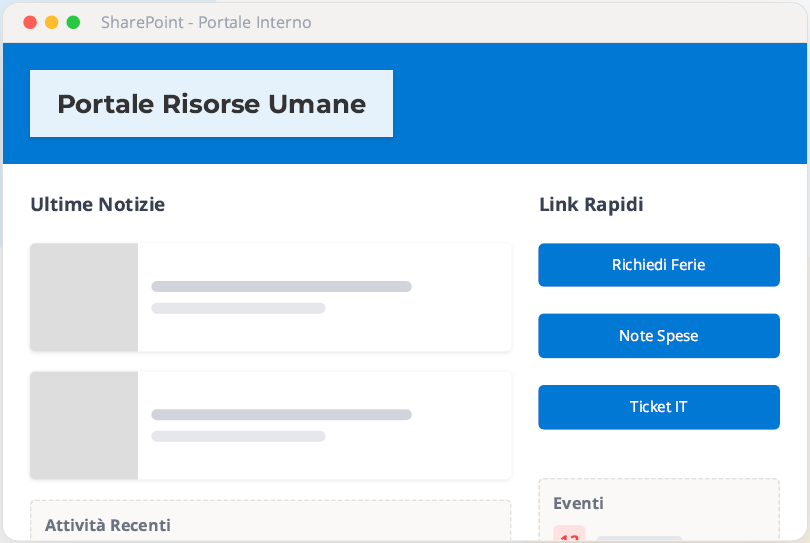 SharePoint - Portale Interno
Portale Risorse Umane
Ultime Notizie
Link Rapidi
Richiedi Ferie
Note Spese
Ticket IT
Attività Recenti
Eventi